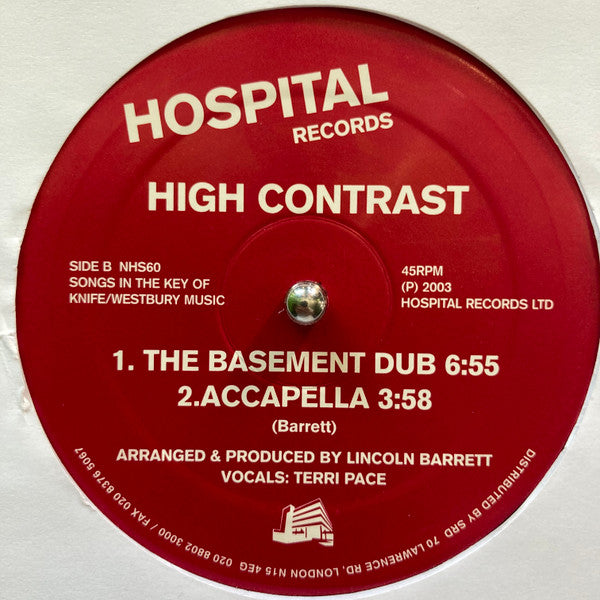 HOSPITAL
RECORDS
HIGH CONTRAST
SIDE B NHS60
SONGS IN THE KEY OF
KNIFE/WESTBURY MUSIC
45RPM
(P) 2003
HOSPITAL RECORDS LTD
1. THE BASEMENT DUB 6:55
2.ACCAPELLA 3:58
(Barrett)
ARRANGED & PRODUCED BY LINCOLN BARRETT
VOCALS: TERRI PACE
DISTRIBUTED BY SRD 70 LAWRENCE RD, LONDON N15 4EG 020 8802 3000 / FAX 020 8376 5067